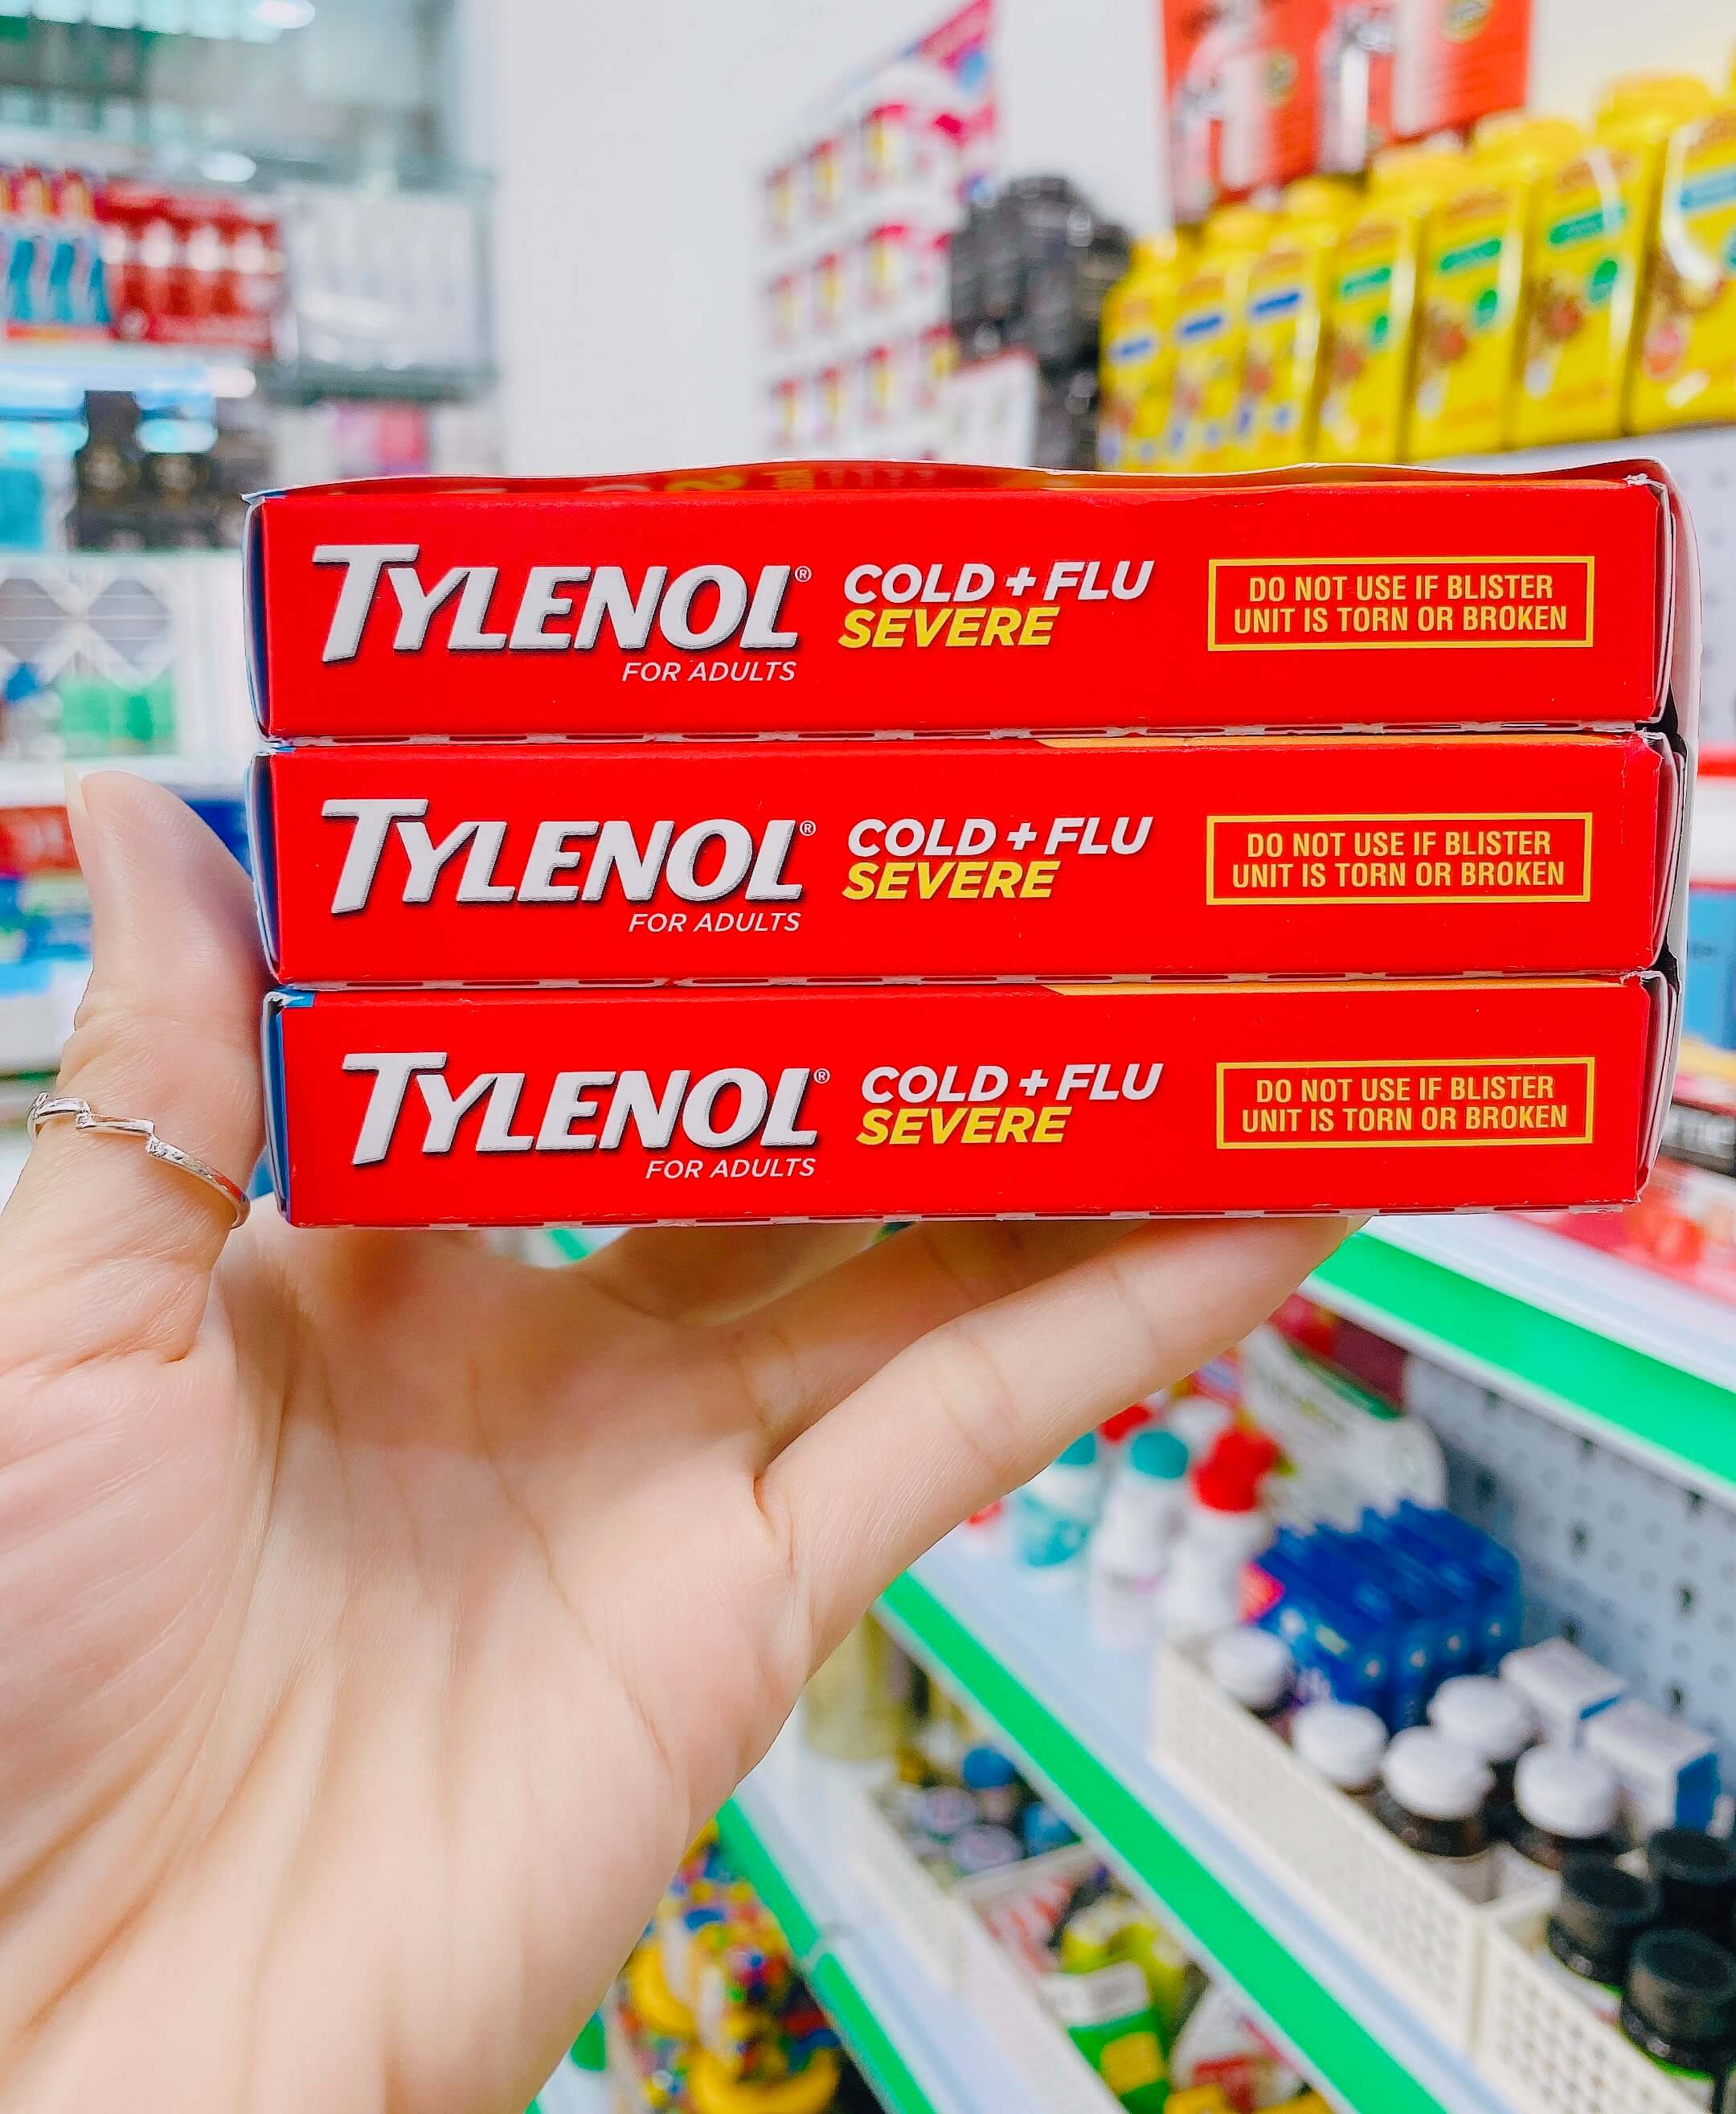 TYLENOL®
FOR ADULTS
COLD + FLU
SEVERE
DO NOT USE IF BLISTER
UNIT IS TORN OR BROKEN
TYLENOL®
FOR ADULTS
COLD + FLU
SEVERE
DO NOT USE IF BLISTER
UNIT IS TORN OR BROKEN
TYLENOL®
FOR ADULTS
COLD + FLU
SEVERE
DO NOT USE IF BLISTER
UNIT IS TORN OR BROKEN